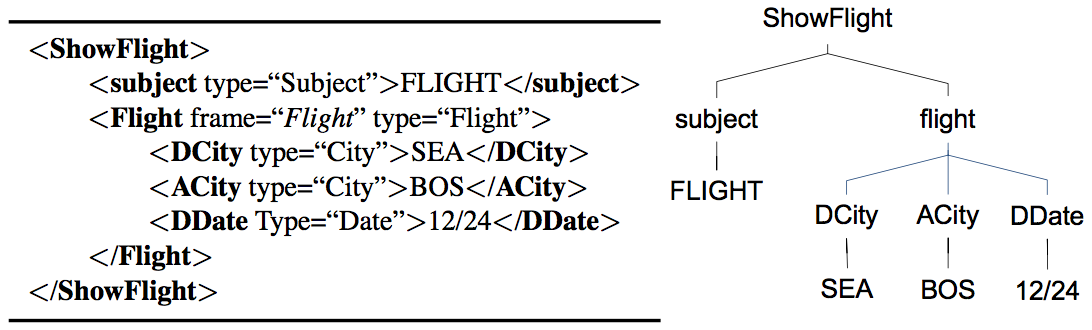 <ShowFlight>
<subject type=“Subject”>FLIGHT</subject>
<Flight frame=“Flight” type=“Flight”>
<DCity type=“City”>SEA</DCity>
<ACity type=“City”>BOS</ACity>
<DDate Type=“Date”>12/24</DDate>
</Flight>
</ShowFlight>
ShowFlight
subject flight
FLIGHT
DCity ACity DDate
SEA BOS 12/24